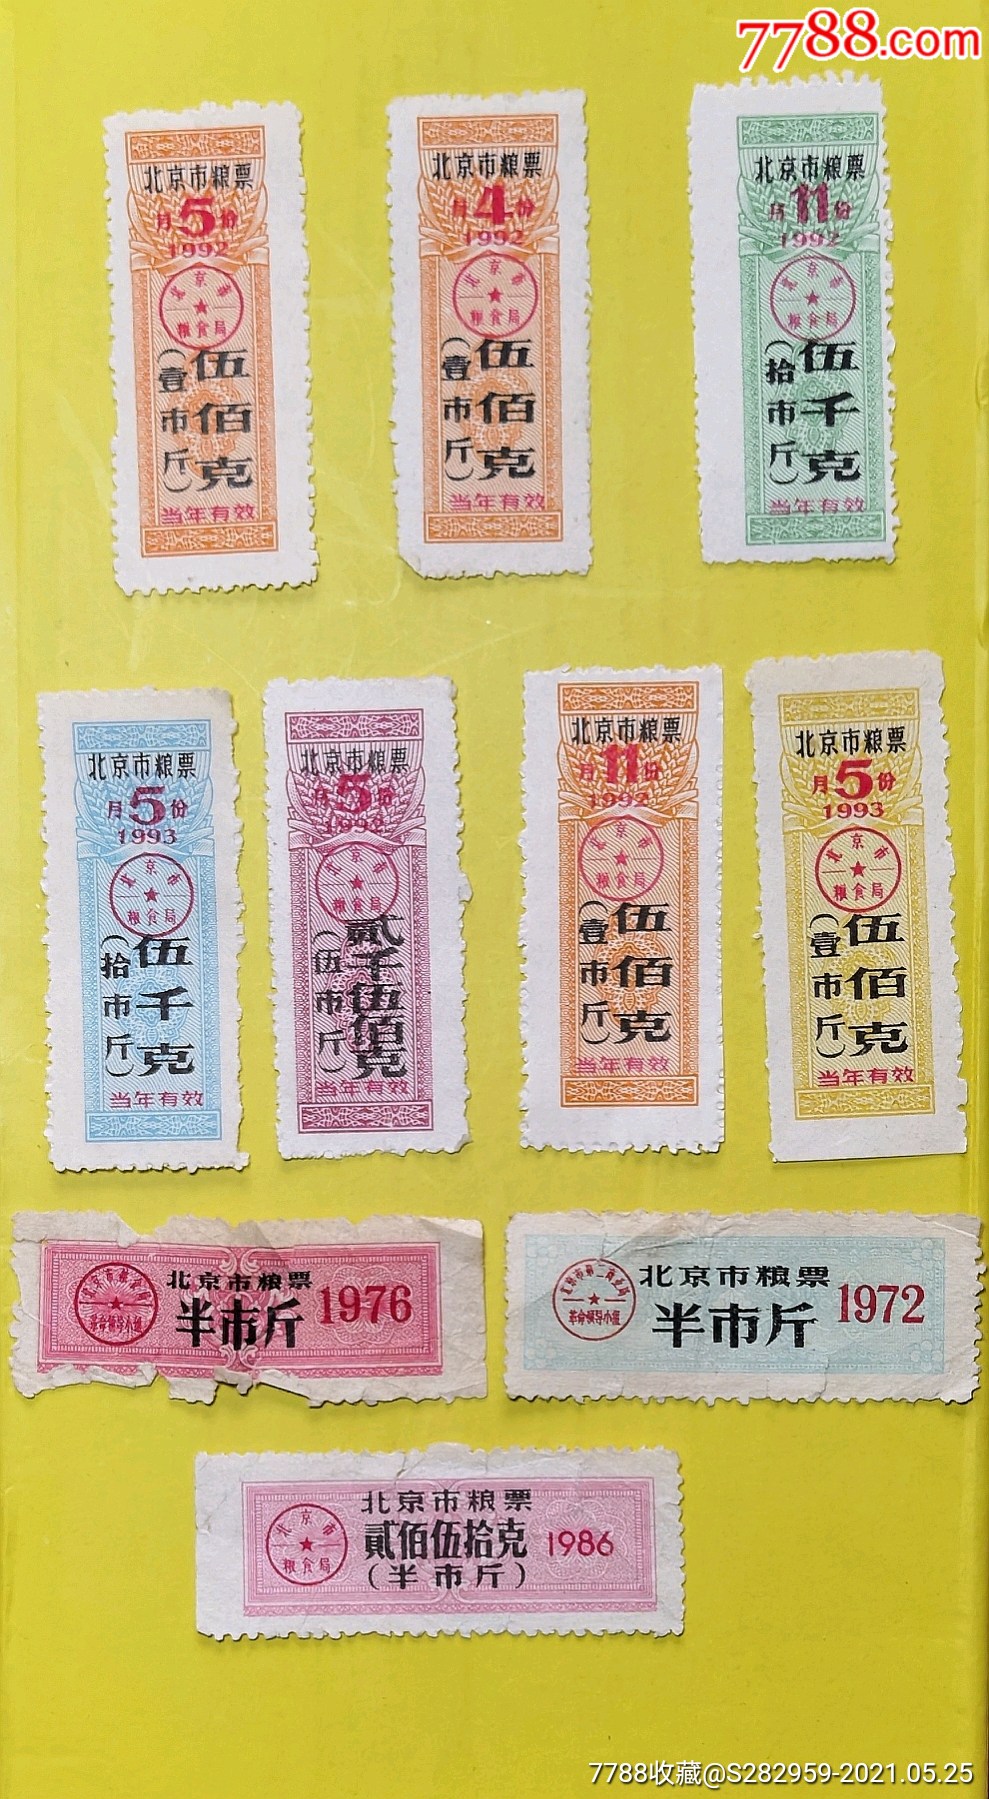 7788.com
北京市粮票
5月份
1992
北京市
粮食局
伍佰克
(壹市斤)
当年有效
北京市粮票
4月份
1992
北京市
粮食局
伍佰克
(壹市斤)
当年有效
北京市粮票
11月份
1992
北京市
粮食局
伍千克
(拾市斤)
当年有效
北京市粮票
月5份
1993
北京市
粮食局
伍千克
(拾市斤)
当年有效
北京市粮票
月5份
1992
北京市
粮食局
贰千伍佰克
(伍市斤)
当年有效
北京市粮票
月11份
1992
北京市
粮食局
伍佰克
(壹市斤)
当年有效
北京市粮票
月5份
1993
北京市
粮食局
伍佰克
(壹市斤)
当年有效
北京市粮票
半市斤
1976
革命领导小组
北京市粮票
半市斤
1972
北京市第二商业局
革命领导小组
北京市粮票
貳佰伍拾克
(半市斤)
1986
北京市
粮食局
7788收藏@S282959-2021.05.25